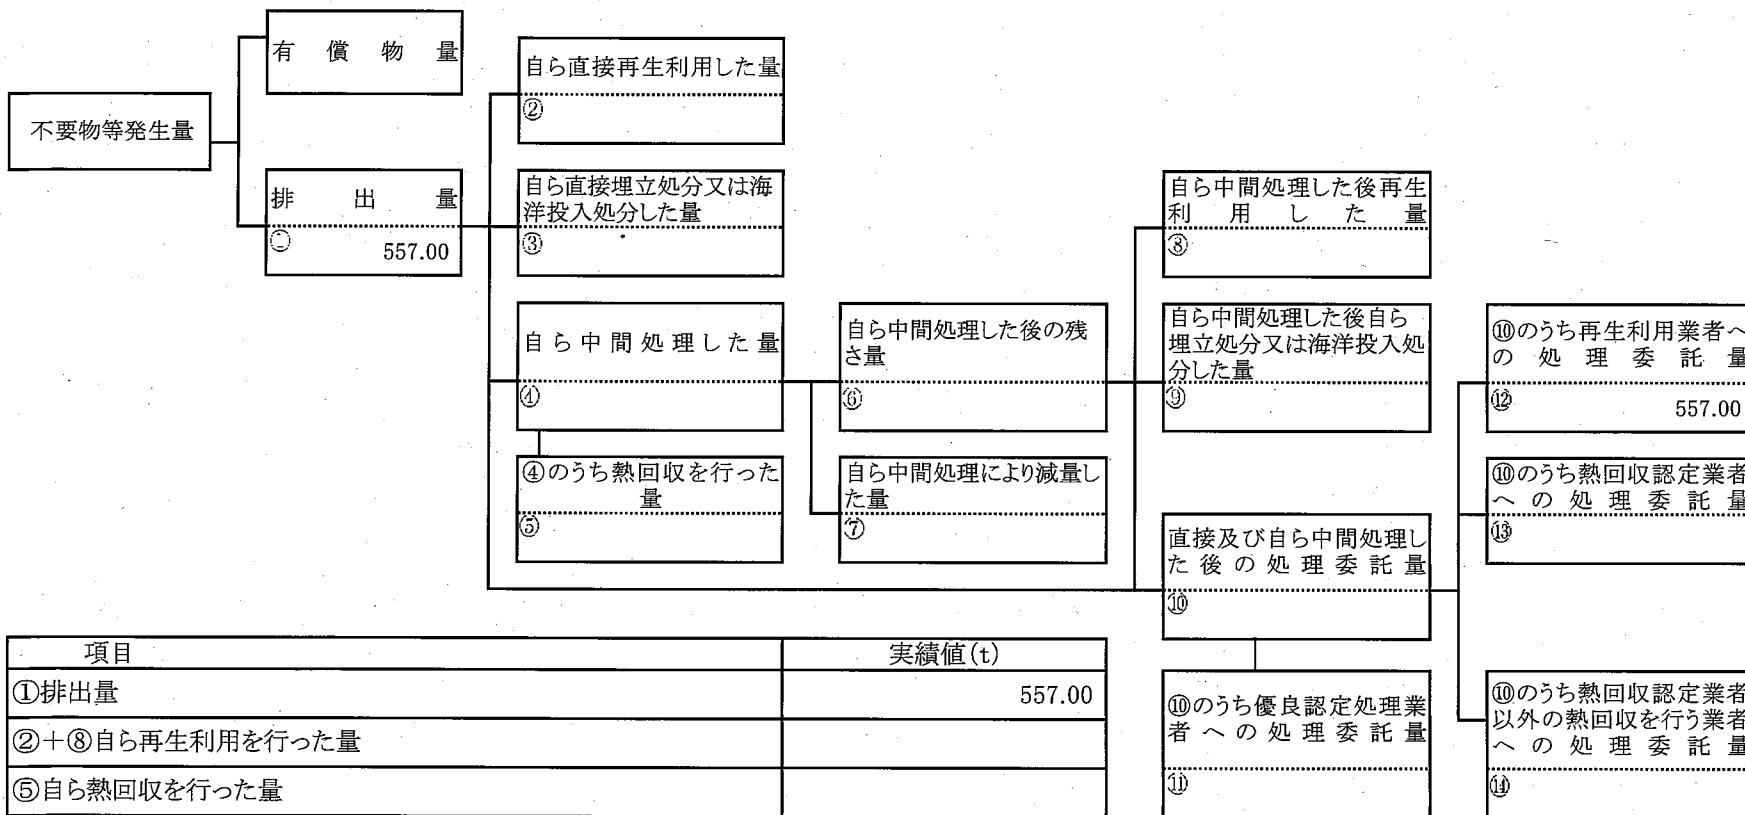 有償物量
不要物等発生量
排出量
①
557.00
自ら直接再生利用した量
②
自ら直接埋立処分又は海
洋投入処分した量
③
自ら中間処理した量
④
④のうち熱回収を行った
量
⑤
自ら中間処理した後の残
さ量
⑥
自ら中間処理により減量し
た量
⑦
自ら中間処理した後再生
利用した量
⑧
自ら中間処理した後自ら
埋立処分又は海洋投入処
分した量
⑨
直接及び自ら中間処理し
た後の処理委託量
⑩
⑩のうち優良認定処理業
者への処理委託量
⑪
⑩のうち再生利用業者へ
の処理委託量
⑫
557.00
⑩のうち熱回収認定業者
への処理委託量
⑬
⑩のうち熱回収認定業者
以外の熱回収を行う業者
への処理委託量
⑭
項目 実績値(t)
①排出量 557.00
②+⑧自ら再生利用を行った量
⑤自ら熱回収を行った量